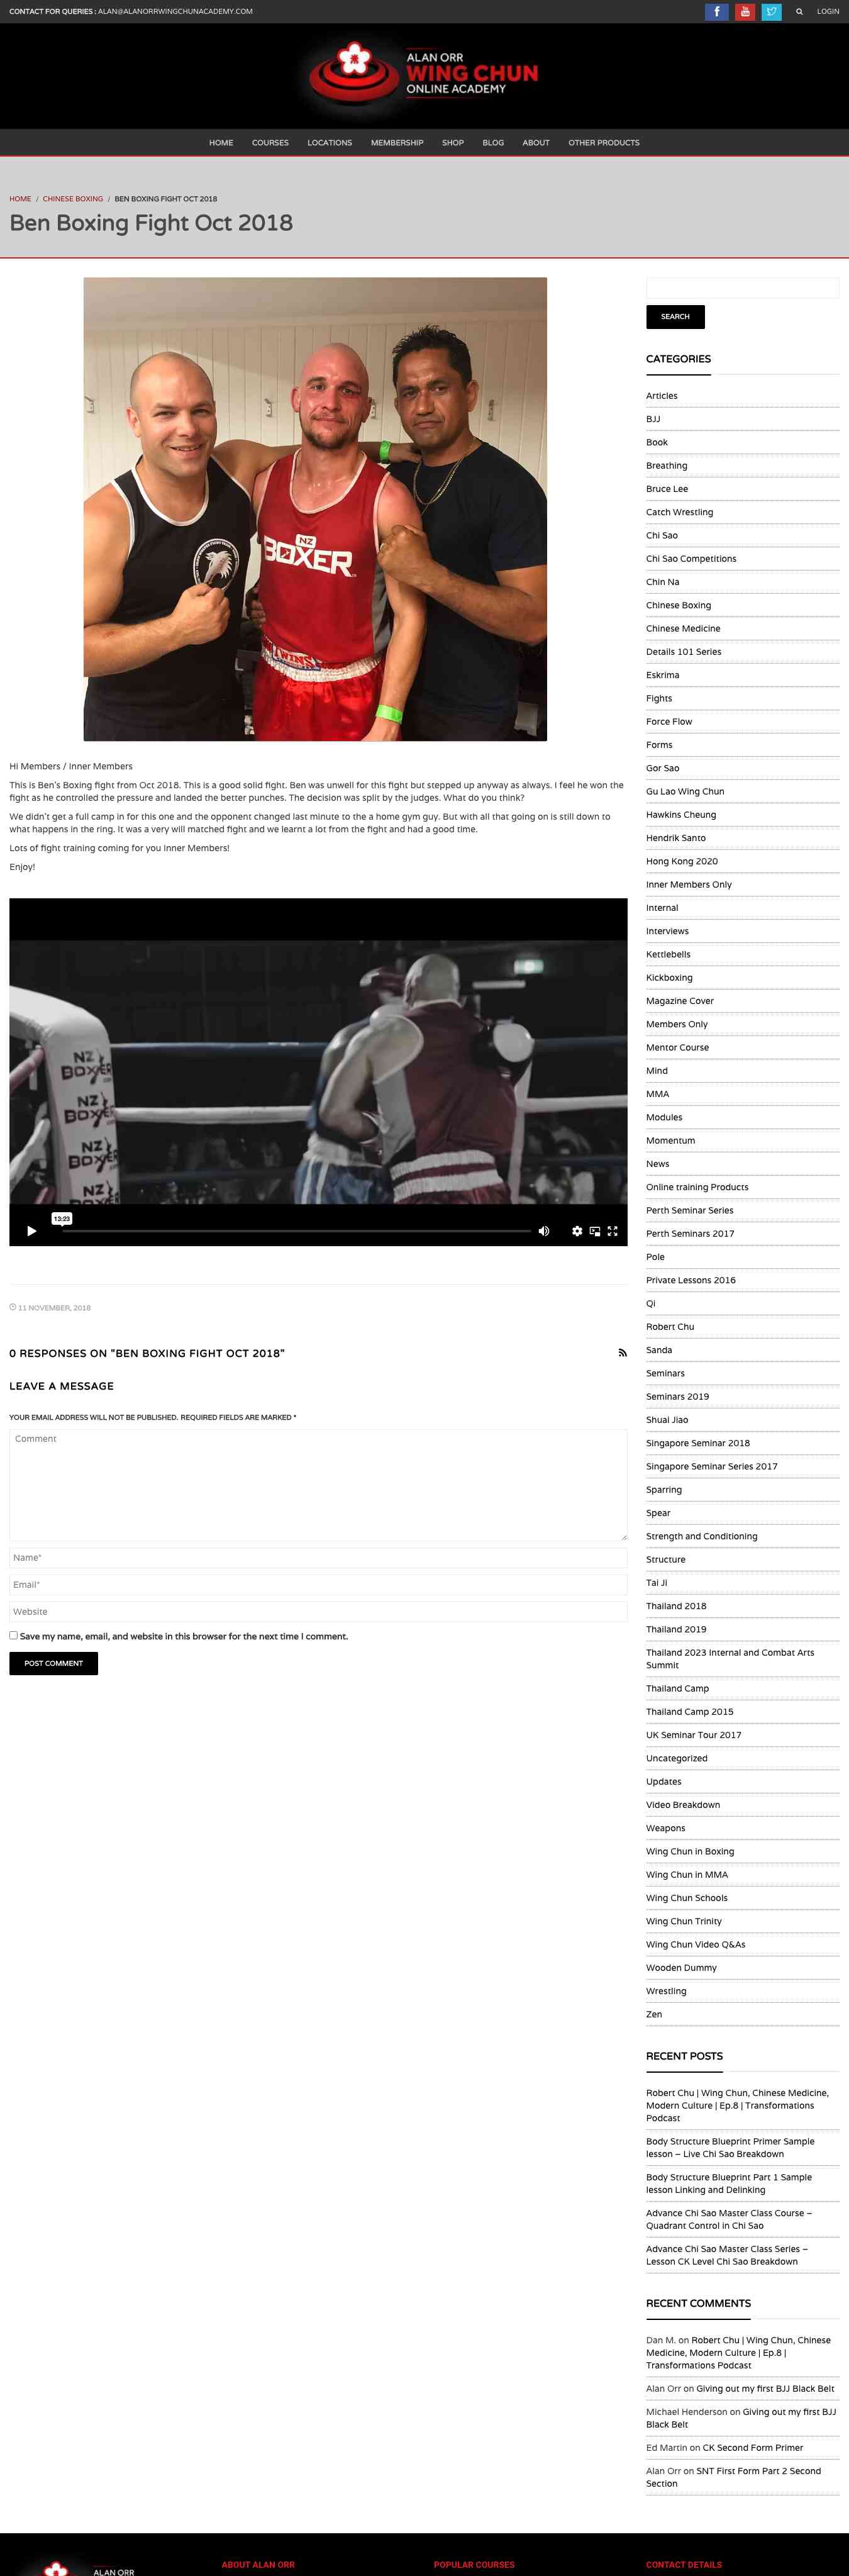 CONTACT FOR QUERIES : ALAN@ALANORRWINGCHUNACADEMY.COM
LOGIN
ALAN ORR
WING CHUN
ONLINE ACADEMY
HOME COURSES LOCATIONS MEMBERSHIP SHOP BLOG ABOUT OTHER PRODUCTS
HOME / CHINESE BOXING / BEN BOXING FIGHT OCT 2018
Ben Boxing Fight Oct 2018
NZ
BOXER
TWINS
Hi Members / Inner Members
This is Ben's Boxing fight from Oct 2018. This is a good solid fight. Ben was unwell for this fight but stepped up anyway as always. I feel he won the
fight as he controlled the pressure and landed the better punches. The decision was split by the judges. What do you think?
We didn't get a full camp in for this one and the opponent changed last minute to the a home gym guy. But with all that going on is still down to
what happens in the ring. It was a very will matched fight and we learnt a lot from the fight and had a good time.
Lots of fight training coming for you Inner Members!
Enjoy!
NZ
BOXER
NZ
BOXER
13:23
11 NOVEMBER, 2018
0 RESPONSES ON "BEN BOXING FIGHT OCT 2018"
LEAVE A MESSAGE
YOUR EMAIL ADDRESS WILL NOT BE PUBLISHED. REQUIRED FIELDS ARE MARKED *
Comment
Name*
Email*
Website
Save my name, email, and website in this browser for the next time I comment.
POST COMMENT
SEARCH
CATEGORIES
Articles
BJJ
Book
Breathing
Bruce Lee
Catch Wrestling
Chi Sao
Chi Sao Competitions
Chin Na
Chinese Boxing
Chinese Medicine
Details 101 Series
Eskrima
Fights
Force Flow
Forms
Gor Sao
Gu Lao Wing Chun
Hawkins Cheung
Hendrik Santo
Hong Kong 2020
Inner Members Only
Internal
Interviews
Kettlebells
Kickboxing
Magazine Cover
Members Only
Mentor Course
Mind
MMA
Modules
Momentum
News
Online training Products
Perth Seminar Series
Perth Seminars 2017
Pole
Private Lessons 2016
Qi
Robert Chu
Sanda
Seminars
Seminars 2019
Shuai Jiao
Singapore Seminar 2018
Singapore Seminar Series 2017
Sparring
Spear
Strength and Conditioning
Structure
Tai Ji
Thailand 2018
Thailand 2019
Thailand 2023 Internal and Combat Arts
Summit
Thailand Camp
Thailand Camp 2015
UK Seminar Tour 2017
Uncategorized
Updates
Video Breakdown
Weapons
Wing Chun in Boxing
Wing Chun in MMA
Wing Chun Schools
Wing Chun Trinity
Wing Chun Video Q&As
Wooden Dummy
Wrestling
Zen
RECENT POSTS
Robert Chu | Wing Chun, Chinese Medicine,
Modern Culture | Ep.8 | Transformations
Podcast
Body Structure Blueprint Primer Sample
lesson – Live Chi Sao Breakdown
Body Structure Blueprint Part 1 Sample
lesson Linking and Delinking
Advance Chi Sao Master Class Course –
Quadrant Control in Chi Sao
Advance Chi Sao Master Class Series –
Lesson CK Level Chi Sao Breakdown
RECENT COMMENTS
Dan M. on Robert Chu | Wing Chun, Chinese
Medicine, Modern Culture | Ep.8 |
Transformations Podcast
Alan Orr on Giving out my first BJJ Black Belt
Michael Henderson on Giving out my first BJJ
Black Belt
Ed Martin on CK Second Form Primer
Alan Orr on SNT First Form Part 2 Second
Section
ALAN ORR
ABOUT ALAN ORR
POPULAR COURSES
CONTACT DETAILS